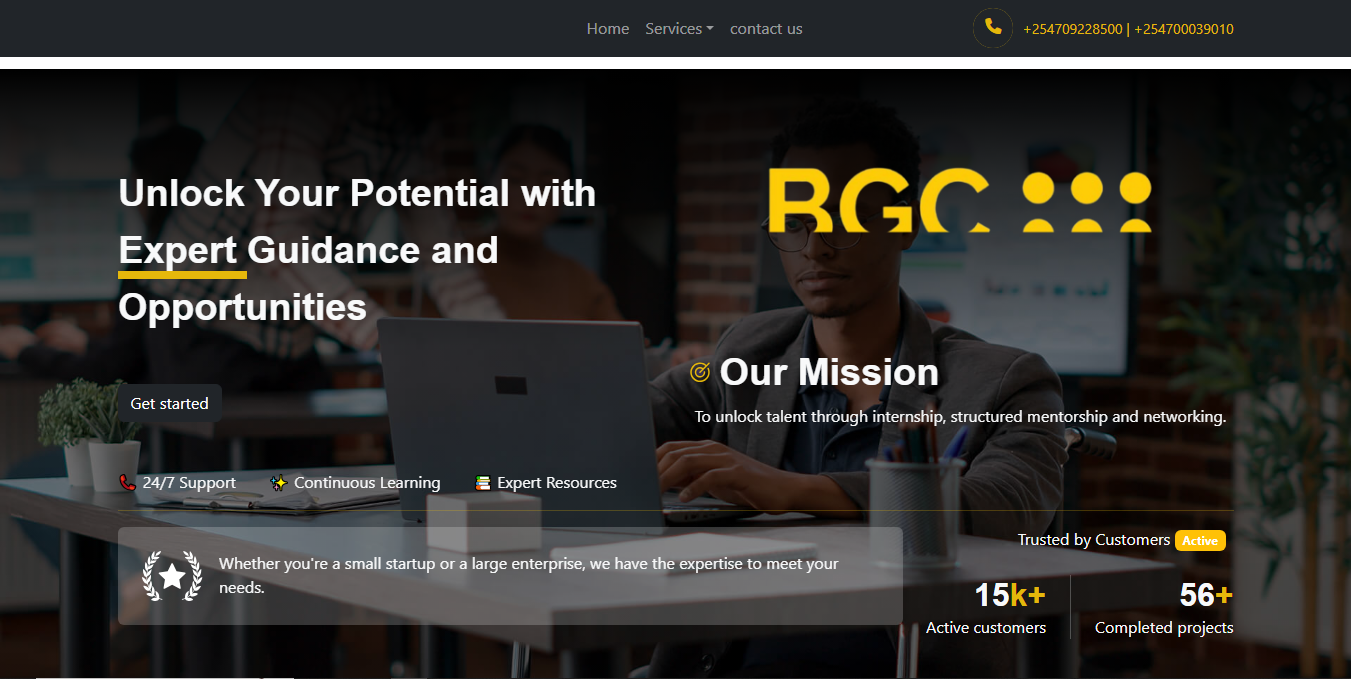 Home Services contact us +254709228500 | +254700039010
Unlock Your Potential with
Expert Guidance and
Opportunities
BGC
Get started
Our Mission
To unlock talent through internship, structured mentorship and networking.
24/7 Support Continuous Learning Expert Resources
Whether you're a small startup or a large enterprise, we have the expertise to meet your
needs.
Trusted by Customers Active
15k+ 56+
Active customers Completed projects